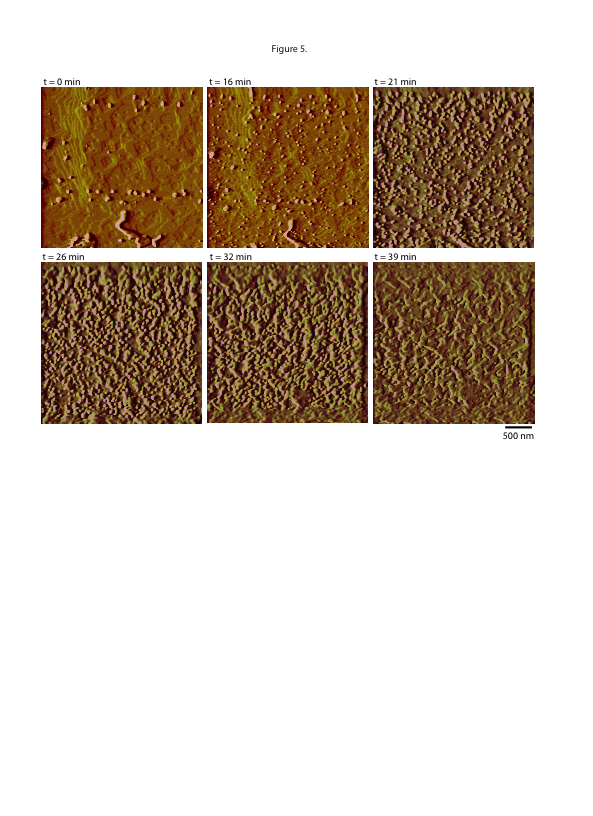 Figure 5.
t = 0 min
t = 16 min
t = 21 min
t = 26 min
t = 32 min
t = 39 min
500 nm